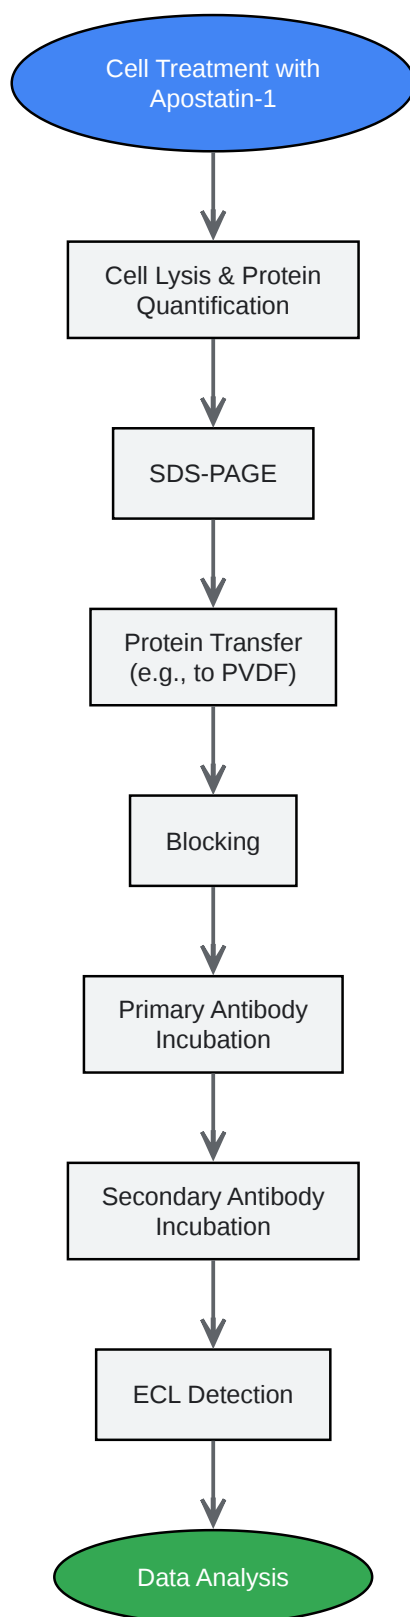 Cell Treatment with
Apostatin-1
Cell Lysis & Protein
Quantification
SDS-PAGE
Protein Transfer
(e.g., to PVDF)
Blocking
Primary Antibody
Incubation
Secondary Antibody
Incubation
ECL Detection
Data Analysis